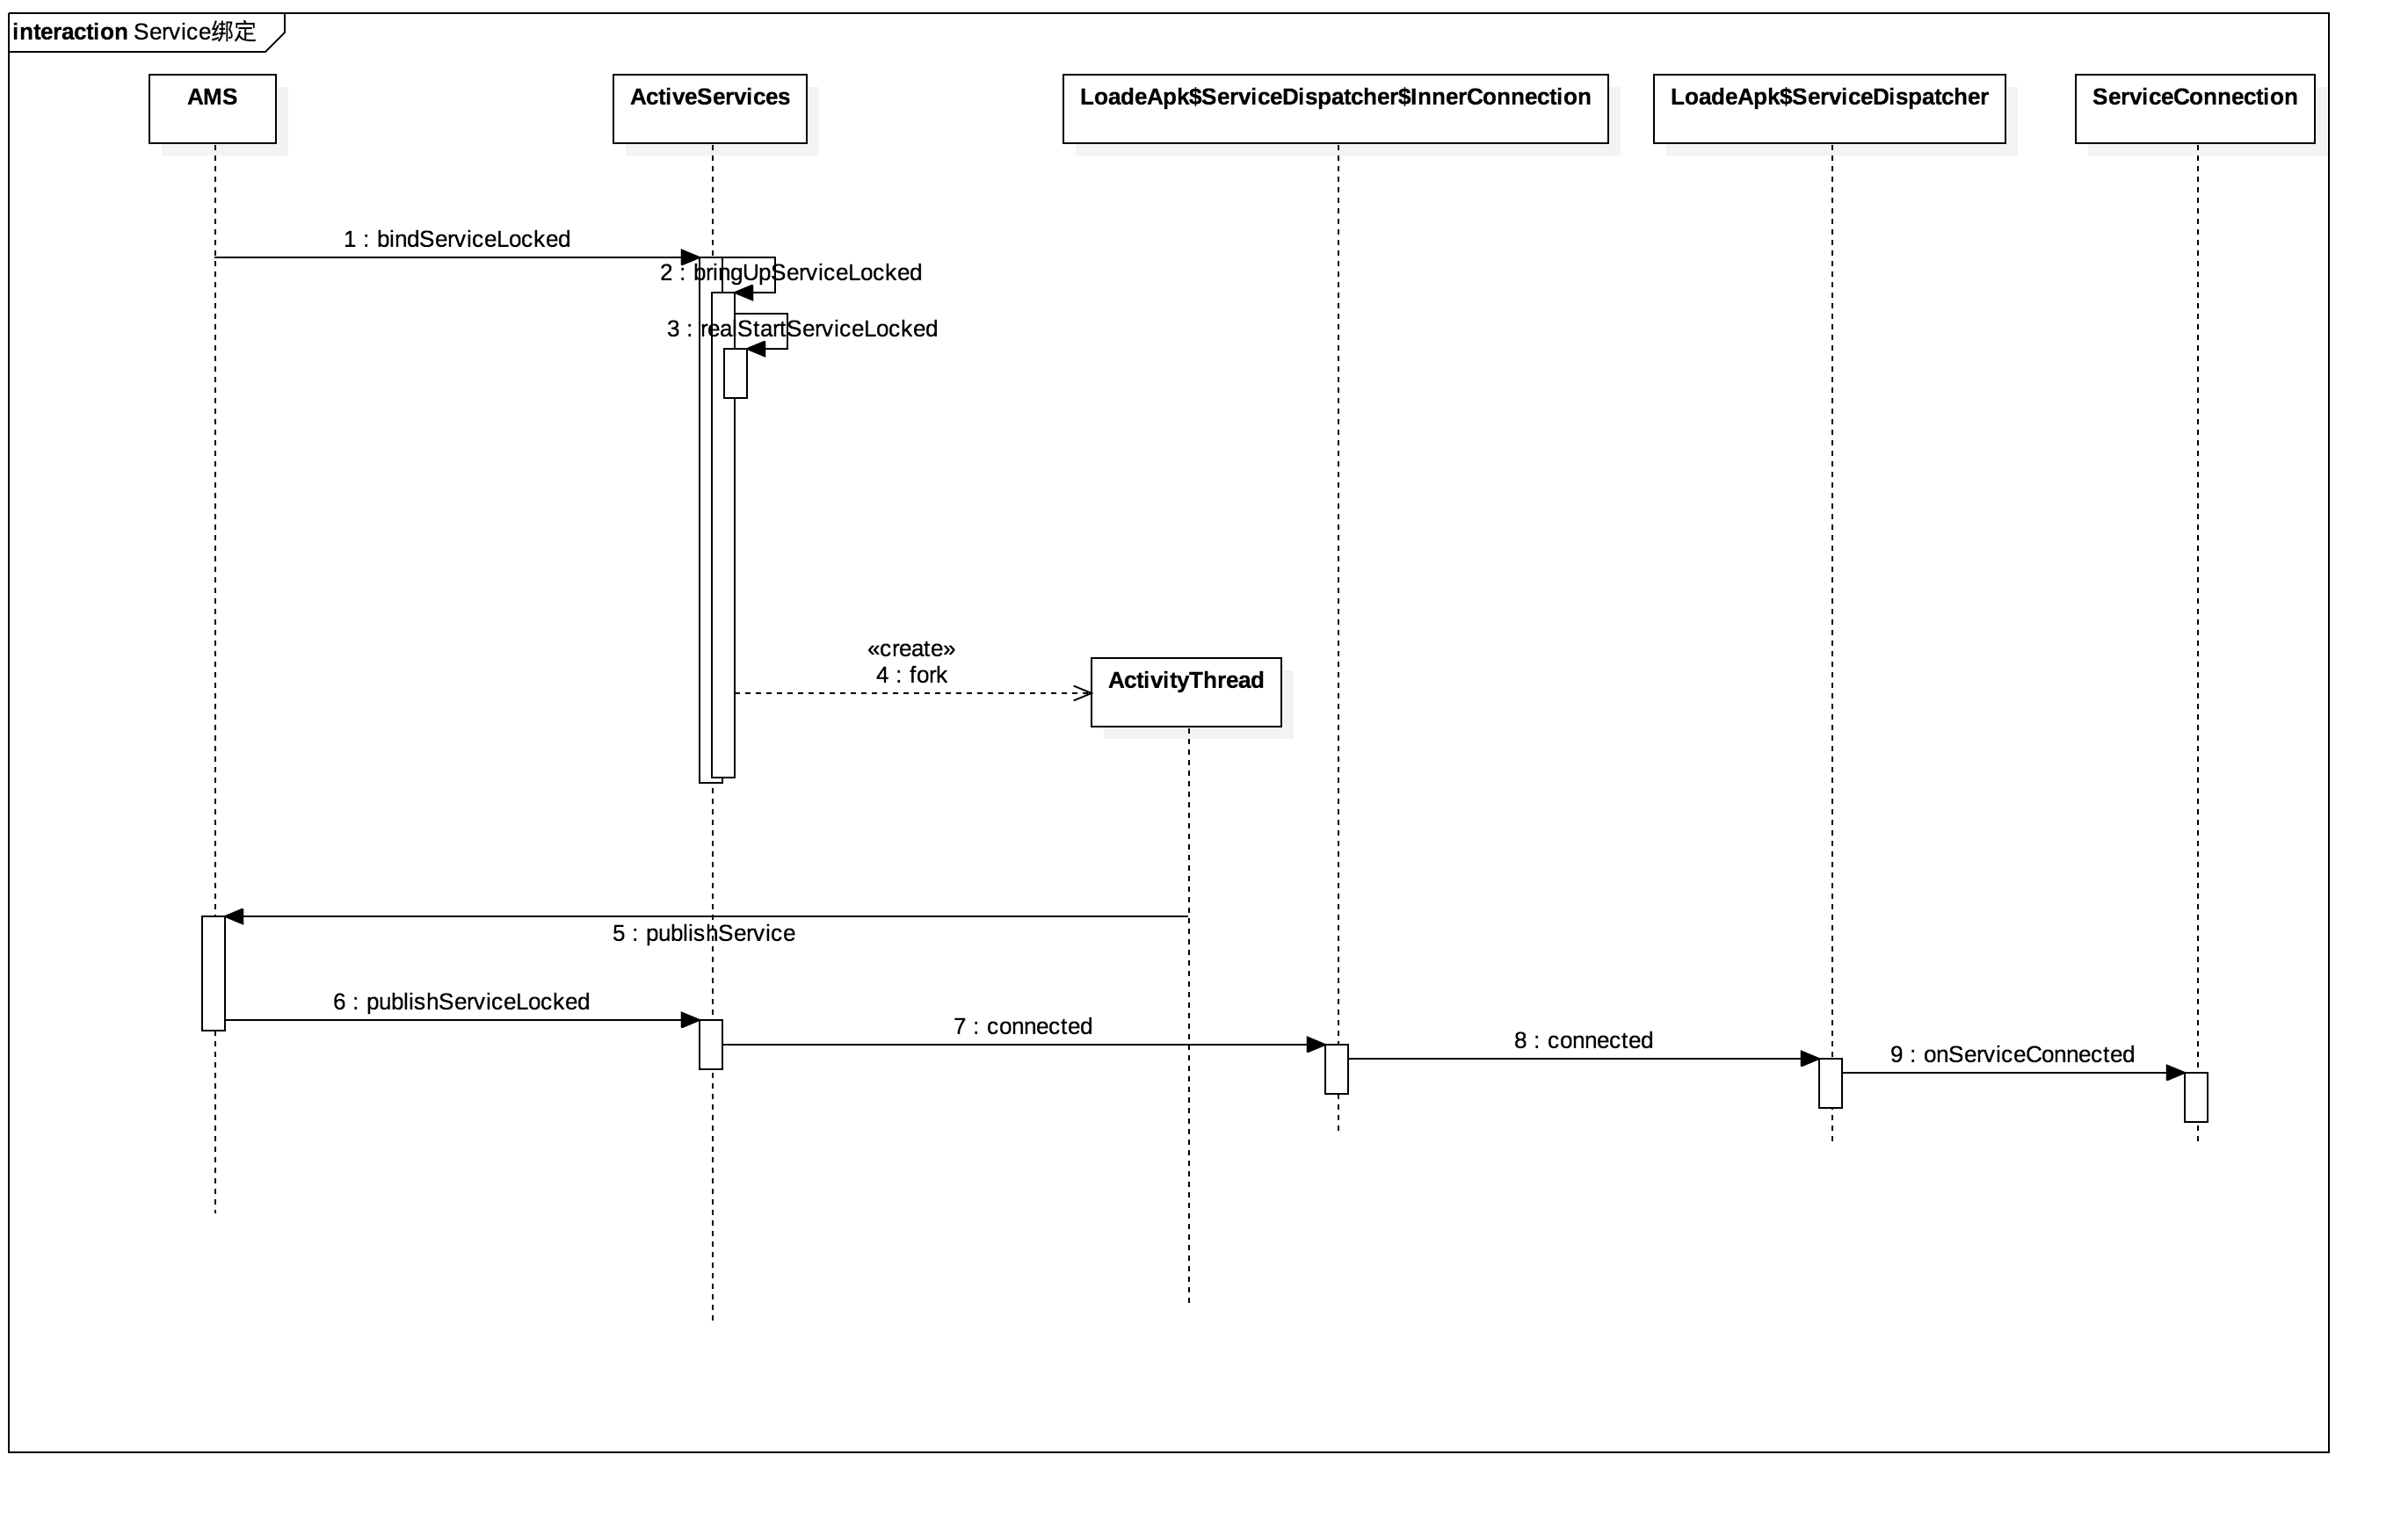 interaction Service绑定
AMS
ActiveServices
LoadeApk$ServiceDispatcher$InnerConnection
LoadeApk$ServiceDispatcher
ServiceConnection
1 : bindServiceLocked
2 : bringUpServiceLocked
3 : realStartServiceLocked
«create»
4 : fork
ActivityThread
5 : publishService
6 : publishServiceLocked
7 : connected
8 : connected
9 : onServiceConnected